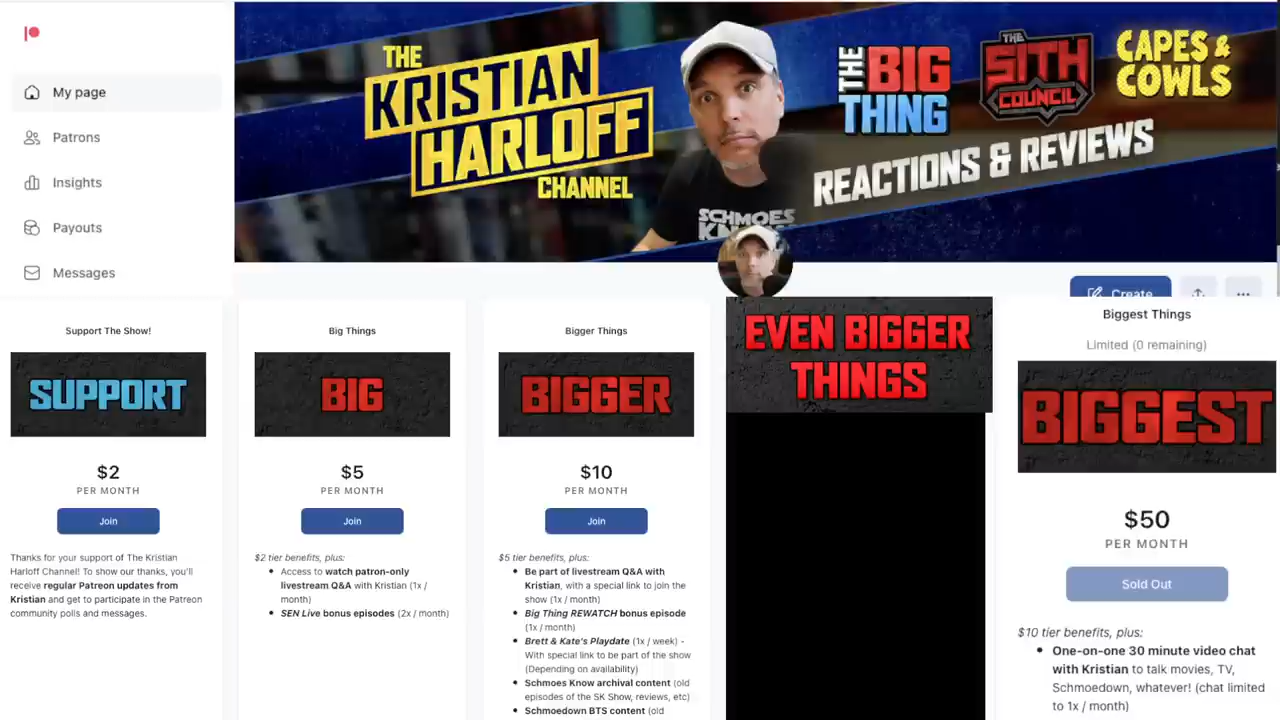 THE
KRISTIAN
HARLOFF
CHANNEL
THE BIG
THING
THE
SITH
COUNCIL
CAPES &
COWLS
REACTIONS & REVIEWS
SCHMOES
My page
Patrons
Insights
Payouts
Messages
Create
Support The Show!
SUPPORT
$2
PER MONTH
Join
Thanks for your support of The Kristian
Harloff Channel! To show our thanks, you'll
receive regular Patreon updates from
Kristian and get to participate in the Patreon
community polls and messages.
Big Things
BIG
$5
PER MONTH
Join
$2 tier benefits, plus:
• Access to watch patron-only
livestream Q&A with Kristian (1x /
month)
• SEN Live bonus episodes (2x / month)
Bigger Things
BIGGER
$10
PER MONTH
Join
$5 tier benefits, plus:
• Be part of livestream Q&A with
Kristian, with a special link to join the
show (1x / month)
• Big Thing REWATCH bonus episode
(1x / month)
• Brett & Kate's Playdate (1x / week) -
With special link to be part of the show
(Depending on availability)
• Schmoes Know archival content (old
episodes of the SK Show, reviews, etc)
• Schmoedown BTS content (old
EVEN BIGGER
THINGS
Biggest Things
Limited (0 remaining)
BIGGEST
$50
PER MONTH
Sold Out
$10 tier benefits, plus:
• One-on-one 30 minute video chat
with Kristian to talk movies, TV,
Schmoedown, whatever! (chat limited
to 1x / month)